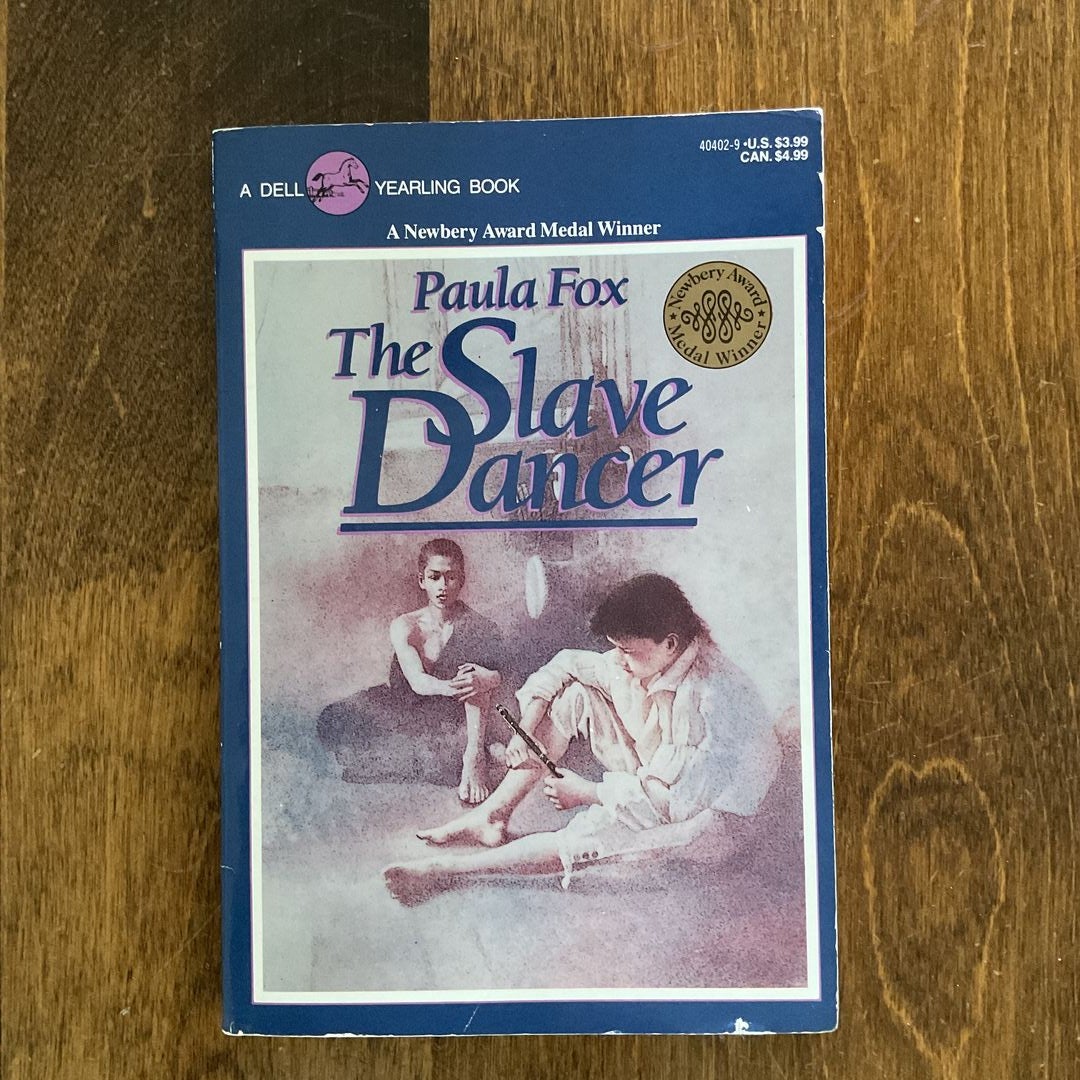 40402-9 •U.S. $3.99
CAN. $4.99
A DELL YEARLING BOOK
A Newbery Award Medal Winner
Paula Fox
The Slave
Dancer
Newbery Award
Medal Winner